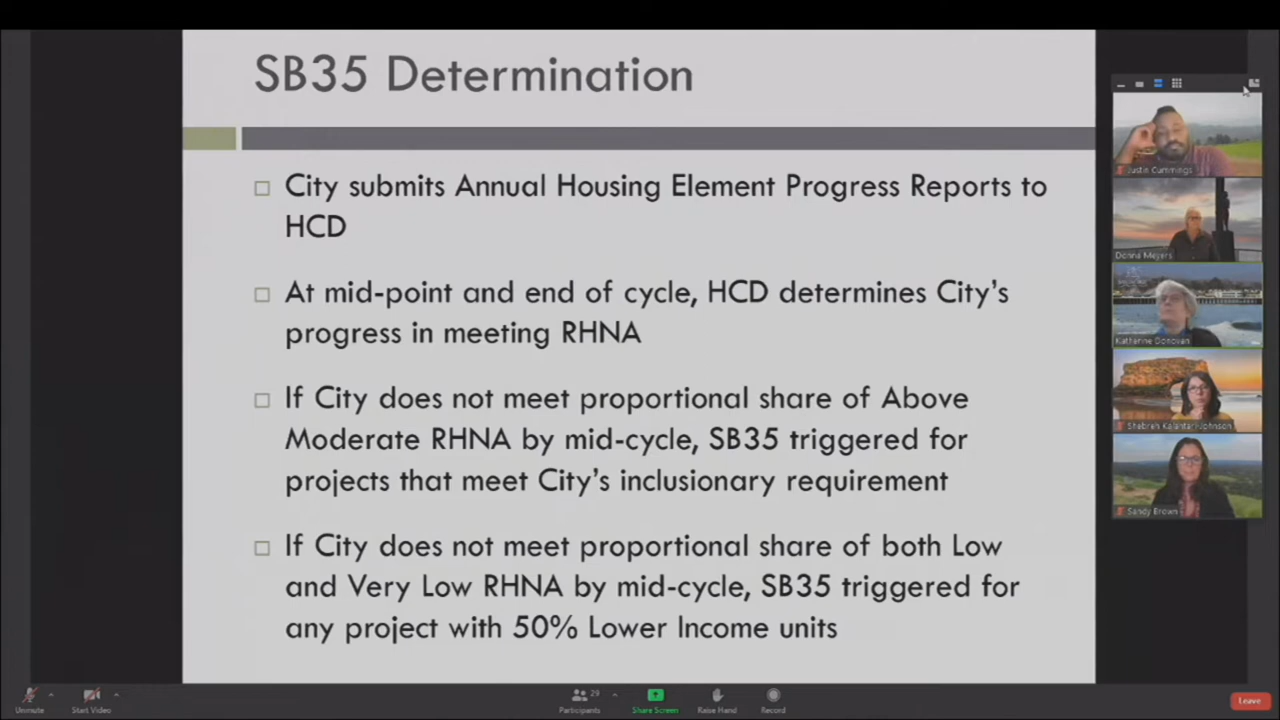 SB35 Determination
City submits Annual Housing Element Progress Reports to
HCD
At mid-point and end of cycle, HCD determines City's
progress in meeting RHNA
If City does not meet proportional share of Above
Moderate RHNA by mid-cycle, SB35 triggered for
projects that meet City's inclusionary requirement
If City does not meet proportional share of both Low
and Very Low RHNA by mid-cycle, SB35 triggered for
any project with 50% Lower Income units
Justin Cummings
Donna Meyers
Katherine Donovan
Shebreh Kalantari-Johnson
Sandy Brown
Unmute
Start Video
29
Participants
Share Screen
Raise Hand
Record
Leave